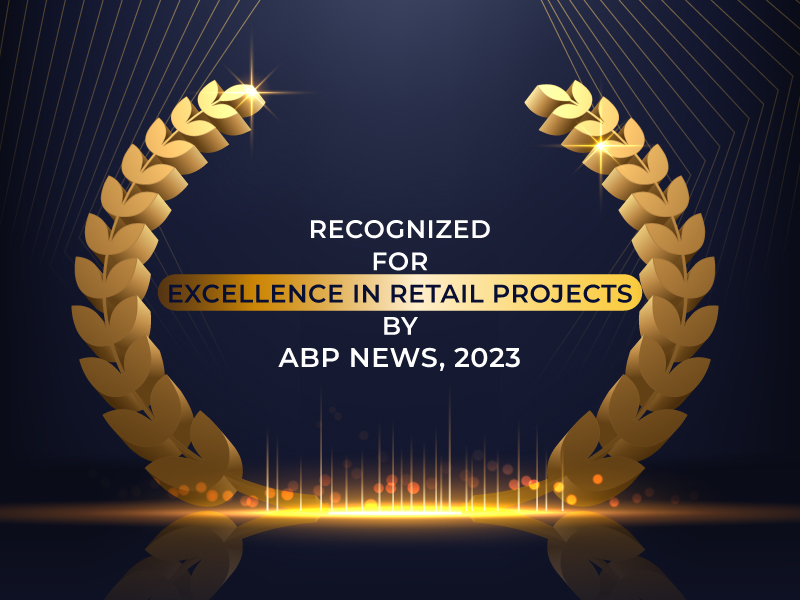 RECOGNIZED
FOR
EXCELLENCE IN RETAIL PROJECTS
BY
ABP NEWS, 2023